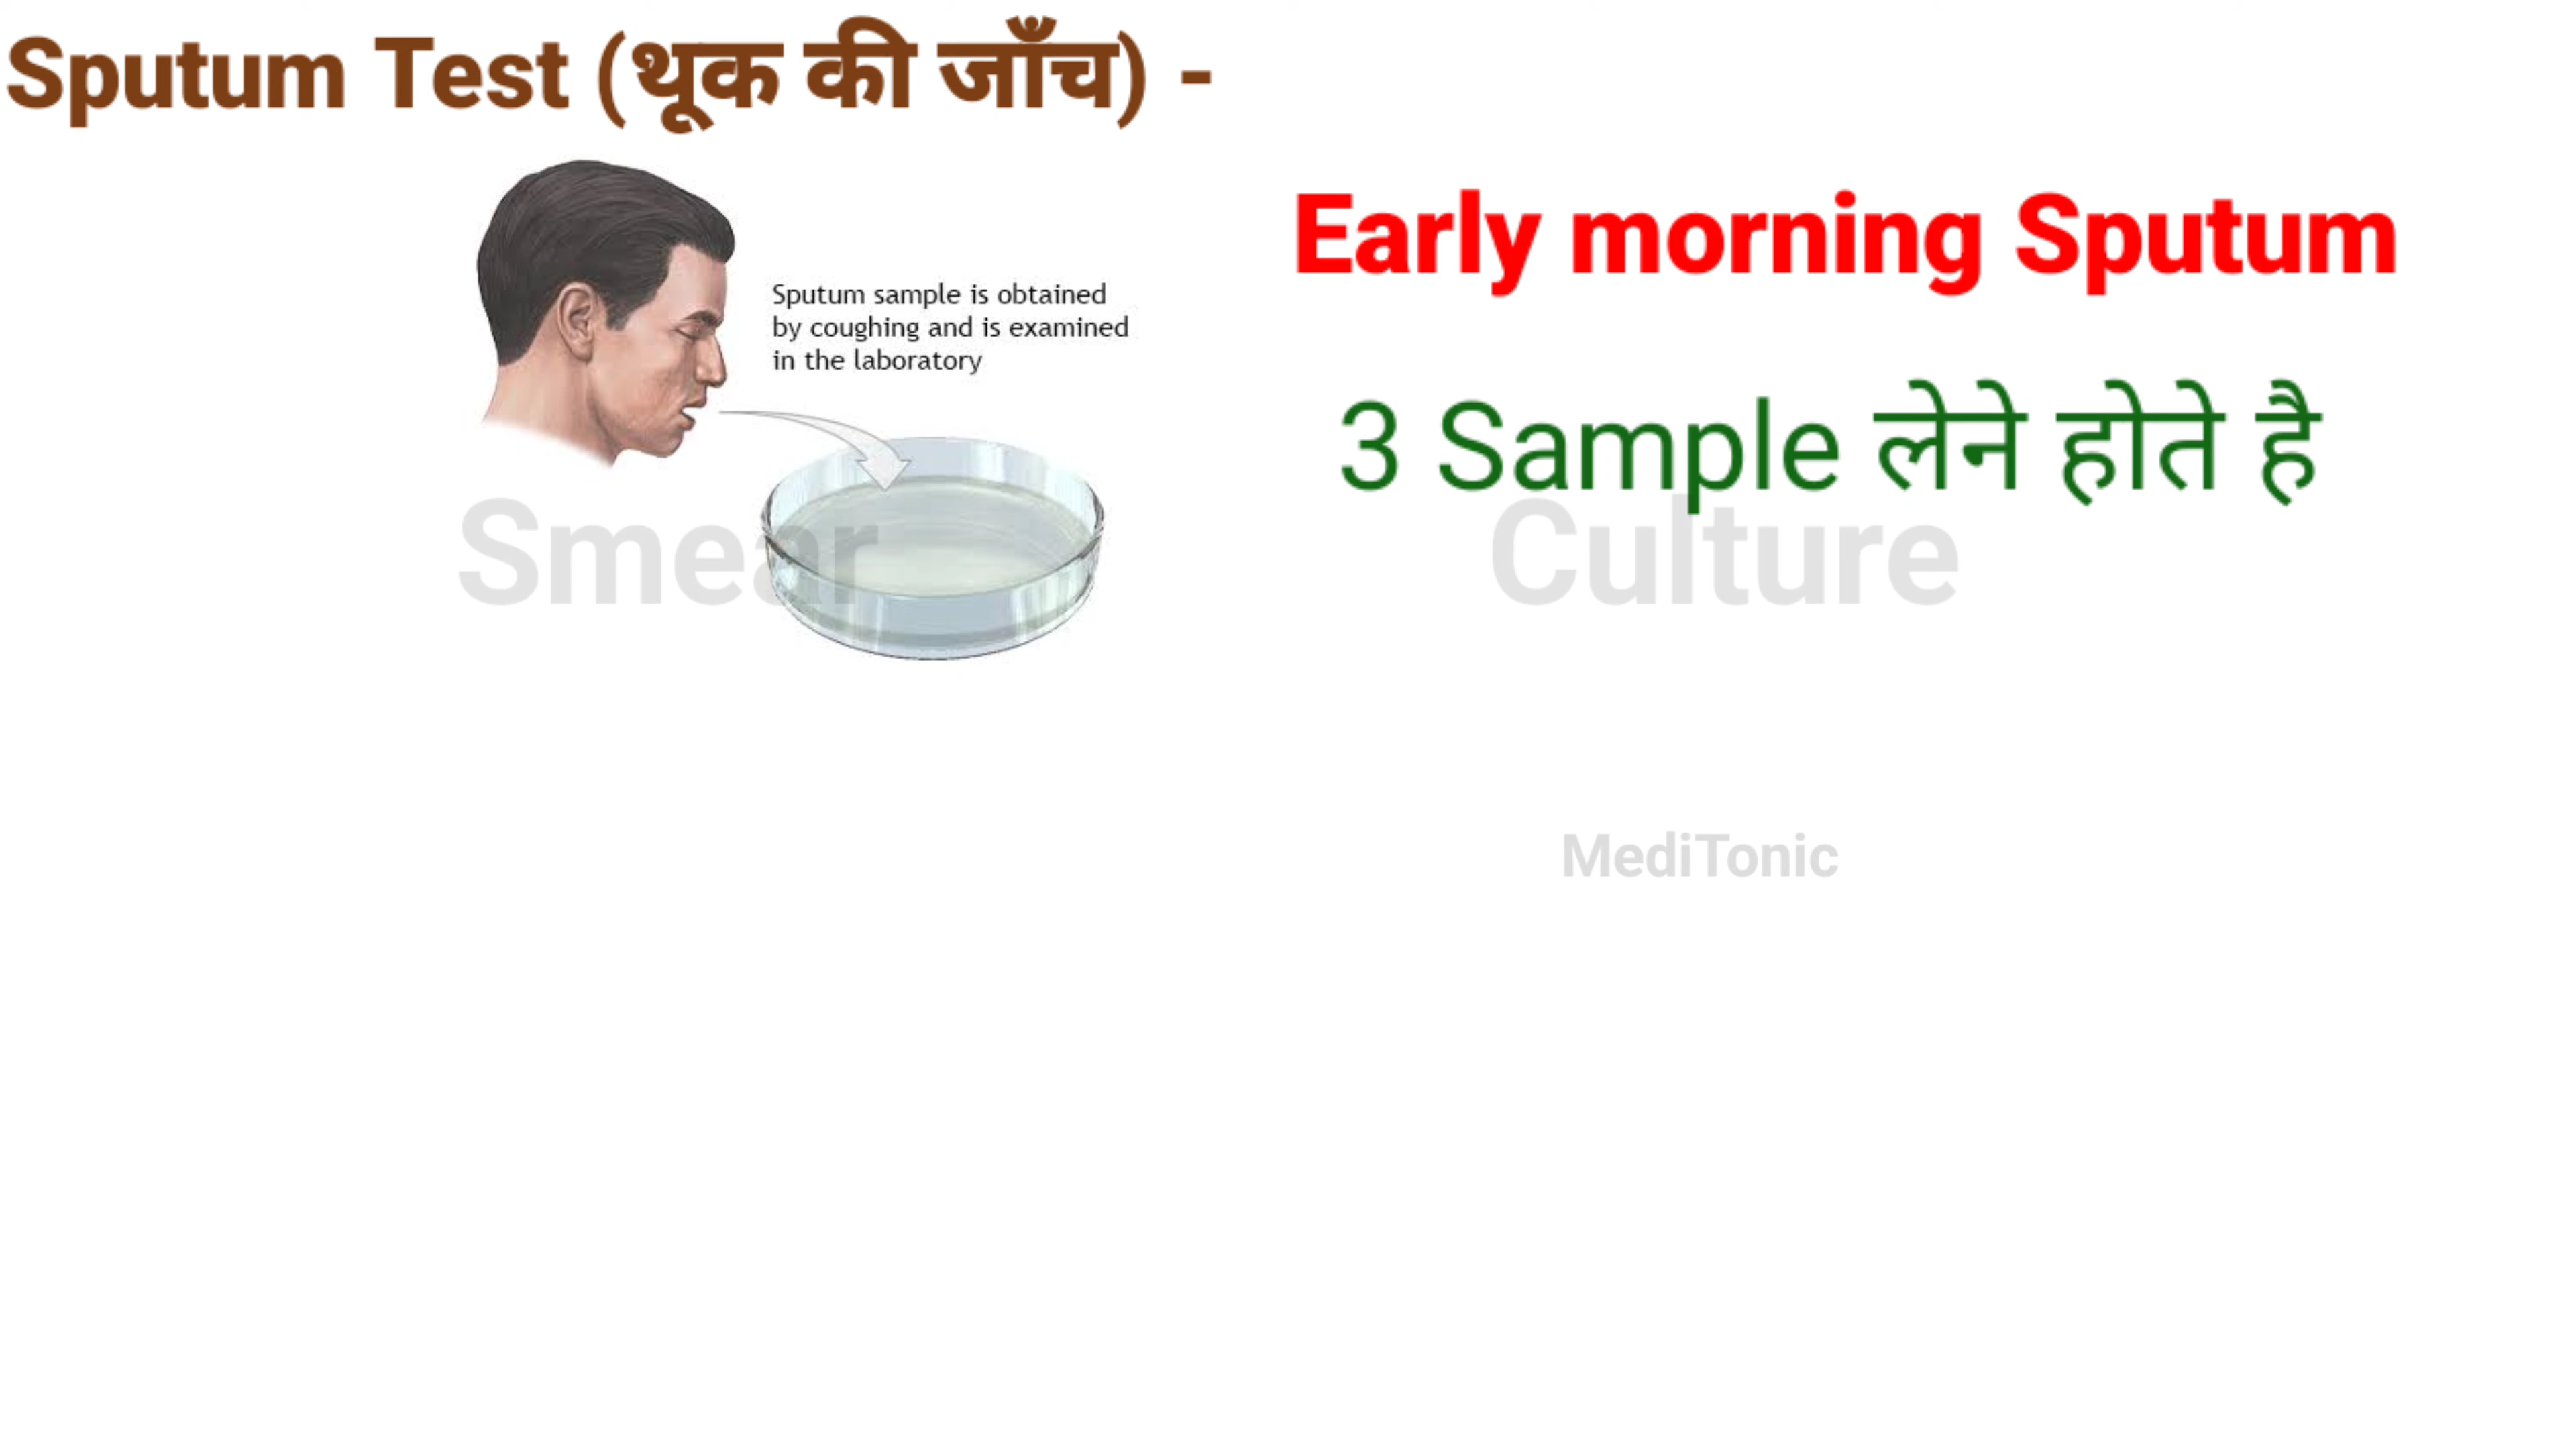 Sputum Test (थूक की जाँच) -
Early morning Sputum
Sputum sample is obtained
by coughing and is examined
in the laboratory
3 Sample लेने होते है
Smear
Culture
MediTonic